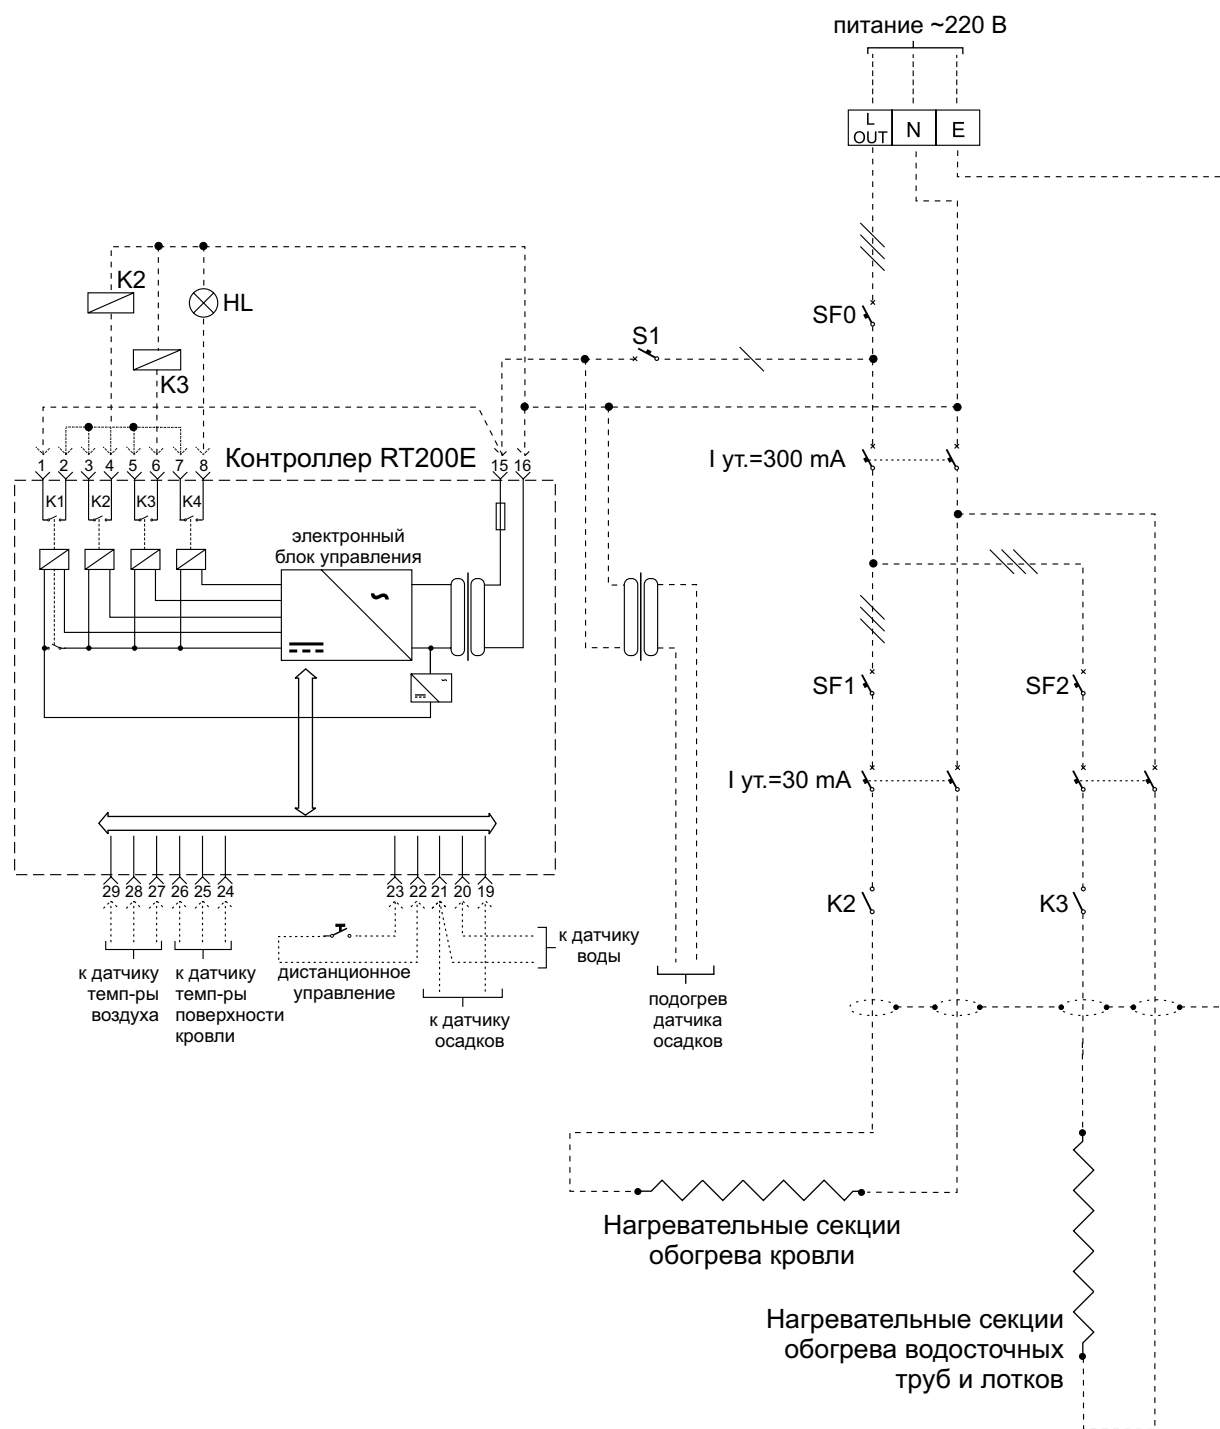 питание ~220 В
L
OUT
N
E
K2
HL
K3
S1
SF0
1 2 3 4 5 6 7 8
Контроллер RT200E
15 16
I ут.=300 mA
K1 K2 K3 K4
электронный
блок управления
SF1
SF2
I ут.=30 mA
29 28 27 26 25 24
23 22 21 20 19
K2
K3
к датчику
темп-ры
воздуха
к датчику
темп-ры
поверхности
кровли
дистанционное
управление
к датчику
осадков
к датчику
воды
подогрев
датчика
осадков
Нагревательные секции
обогрева кровли
Нагревательные секции
обогрева водосточных
труб и лотков